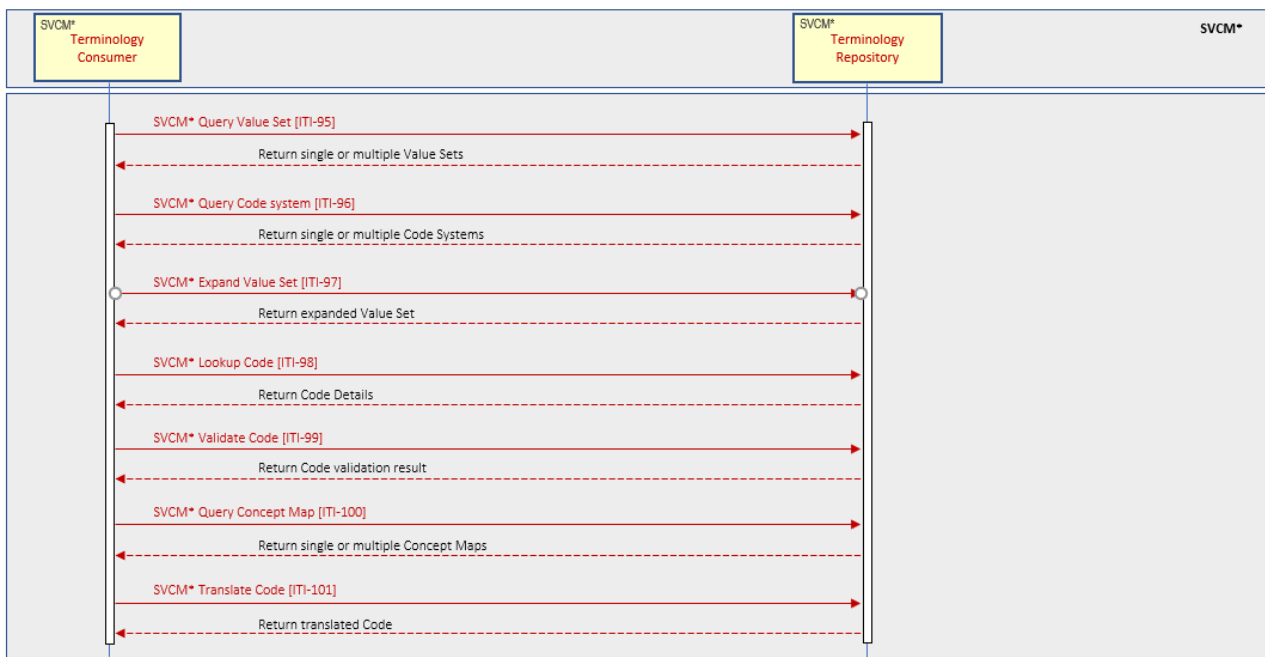 SVCM*
Terminology
Consumer
SVCM*
Terminology
Repository
SVCM*
SVCM* Query Value Set [ITI-95]
Return single or multiple Value Sets
SVCM* Query Code system [ITI-96]
Return single or multiple Code Systems
SVCM* Expand Value Set [ITI-97]
Return expanded Value Set
SVCM* Lookup Code [ITI-98]
Return Code Details
SVCM* Validate Code [ITI-99]
Return Code validation result
SVCM* Query Concept Map [ITI-100]
Return single or multiple Concept Maps
SVCM* Translate Code [ITI-101]
Return translated Code